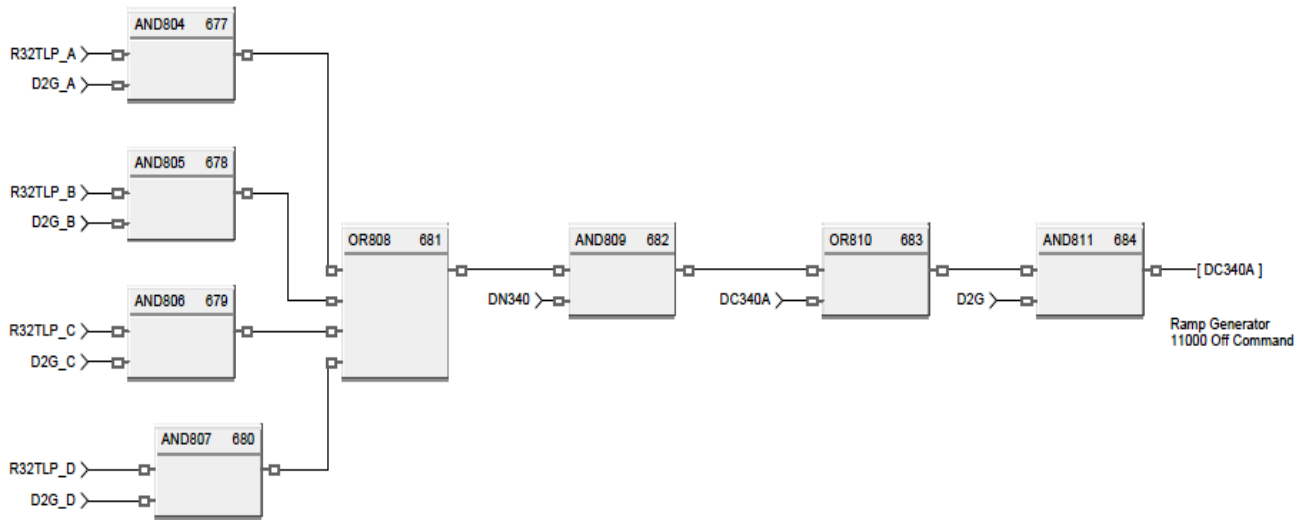 AND804 677
R32TLP_A
D2G_A
AND805 678
R32TLP_B
D2G_B
OR808 681
AND809 682
OR810 683
AND811 684
DN340
DC340A
D2G
[ DC340A ]
Ramp Generator
11000 Off Command
AND806 679
R32TLP_C
D2G_C
AND807 680
R32TLP_D
D2G_D